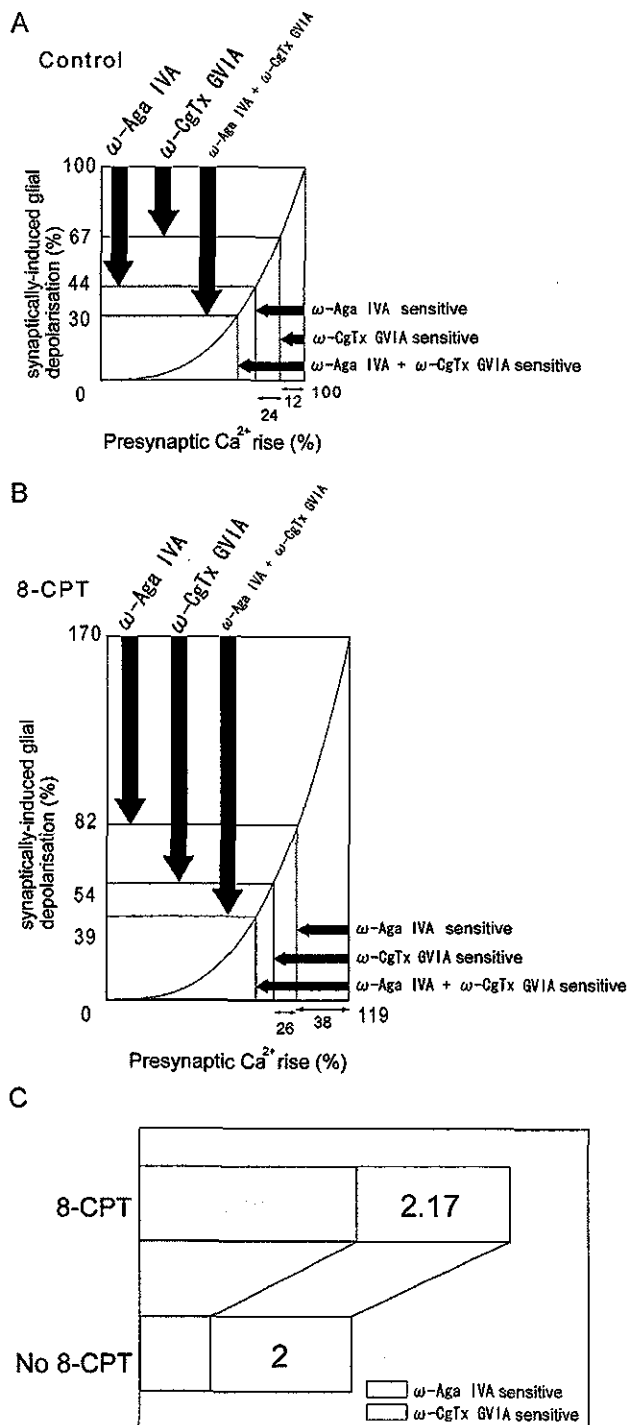 A
Control
ω-Aga IVA
ω-CgTx GVIA
ω-Aga IVA + ω-CgTx GVIA
100
67
44
30
0
synaptically-induced glial
depolarisation (%)
ω-Aga IVA sensitive
ω-CgTx GVIA sensitive
ω-Aga IVA + ω-CgTx GVIA sensitive
12
100
24
Presynaptic Ca2+ rise (%)
B
8-CPT
ω-Aga IVA
ω-CgTx GVIA
ω-Aga IVA + ω-CgTx GVIA
170
82
54
39
0
synaptically-induced glial
depolarisation (%)
ω-Aga IVA sensitive
ω-CgTx GVIA sensitive
ω-Aga IVA + ω-CgTx GVIA sensitive
26
38
119
Presynaptic Ca2+ rise (%)
C
8-CPT
2.17
No 8-CPT
2
ω-Aga IVA sensitive
ω-CgTx GVIA sensitive